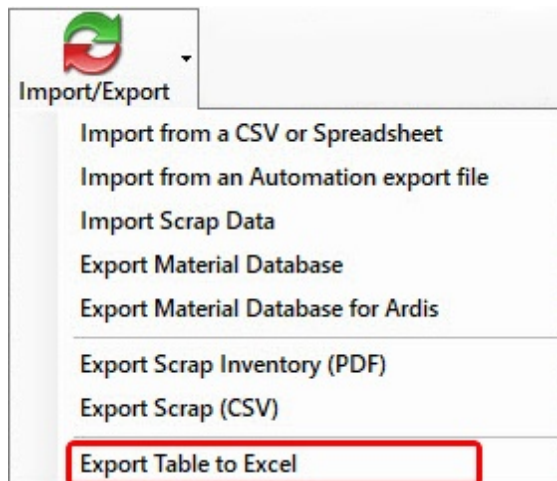 Import/Export
Import from a CSV or Spreadsheet
Import from an Automation export file
Import Scrap Data
Export Material Database
Export Material Database for Ardis
Export Scrap Inventory (PDF)
Export Scrap (CSV)
Export Table to Excel